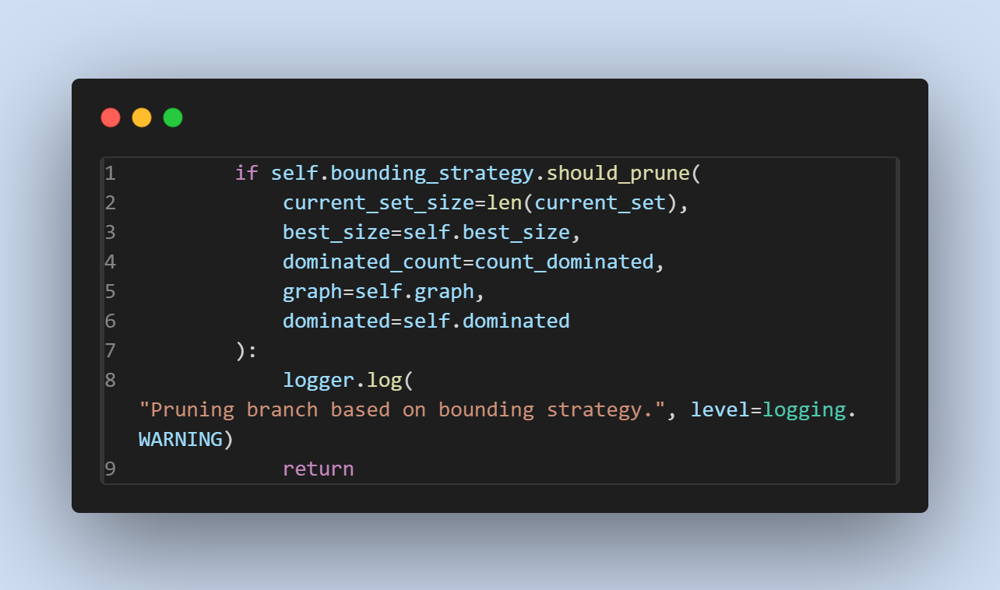 1 if self.bounding_strategy.should_prune(
2 current_set_size=len(current_set),
3 best_size=self.best_size,
4 dominated_count=count_dominated,
5 graph=self.graph,
6 dominated=self.dominated
7 ):
8 logger.log(
"Pruning branch based on bounding strategy.", level=logging.
WARNING)
9 return